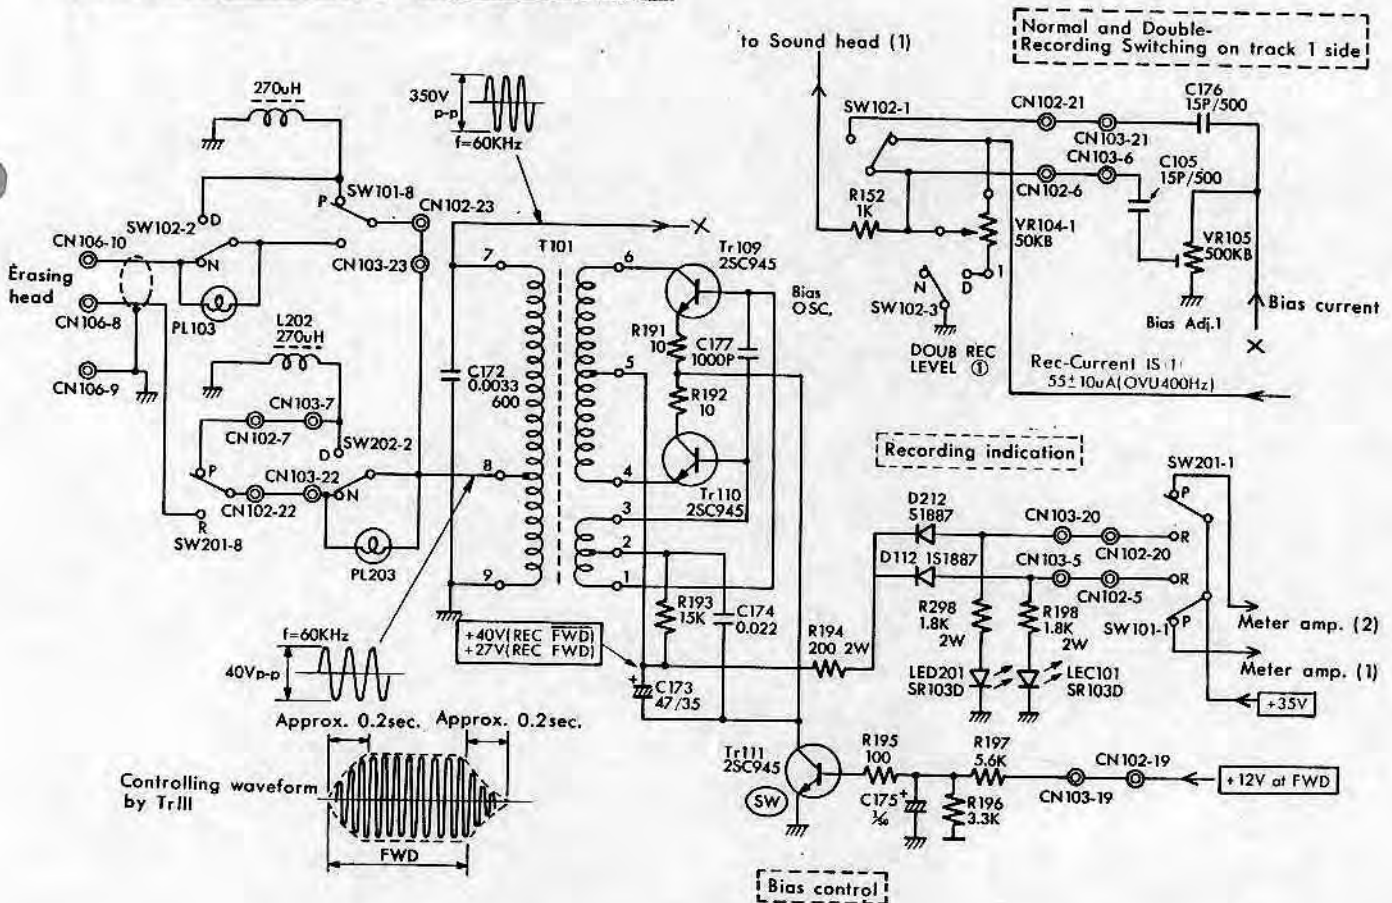 to Sound head (1)
Normal and Double-
Recording Switching on track 1 side
270uH
350V
p-p
f=60KHz
SW102-1
CN102-21
C176
15P/500
CN103-21
CN103-6
C105
15P/500
CN102-6
R152
1K
VR104-1
50KB
VR105
500KB
N
D
1
SW102-3
DOUB REC
LEVEL ①
Bias Adj.1
Bias current
X
Rec-Current IS 1
55±10uA(OVU400Hz)
P
SW101-8
CN102-23
D
SW102-2
CN106-10
N
CN103-23
Erasing
head
CN106-8
PL103
CN106-9
L202
270uH
CN103-7
CN102-7
SW202-2
D
P
CN103-22
N
CN102-22
R
SW201-8
PL203
X
T101
7
8
9
C172
0.0033
600
6
5
4
3
2
1
Tr109
2SC945
Bias
OSC,
R191
10
C177
1000P
R192
10
Tr110
2SC945
R193
15K
C174
0.022
+40V(REC FWD)
+27V(REC FWD)
C173
47/35
R194
200 2W
Recording indication
D212
S1887
D112 1S1887
CN103-20
CN102-20
CN103-5
CN102-5
SW201-1
P
R
R
SW101-1
P
R298
1.8K
2W
R198
1.8K
2W
LED201
SR103D
LEC101
SR103D
Meter amp. (2)
Meter amp. (1)
+35V
f=60KHz
40Vp-p
Approx. 0.2sec.
Approx. 0.2sec.
Controlling waveform
by TrIII
FWD
Tr111
2SC945
SW
R195
100
C175
+
R197
5.6K
R196
3.3K
CN102-19
CN103-19
+12V at FWD
Bias control